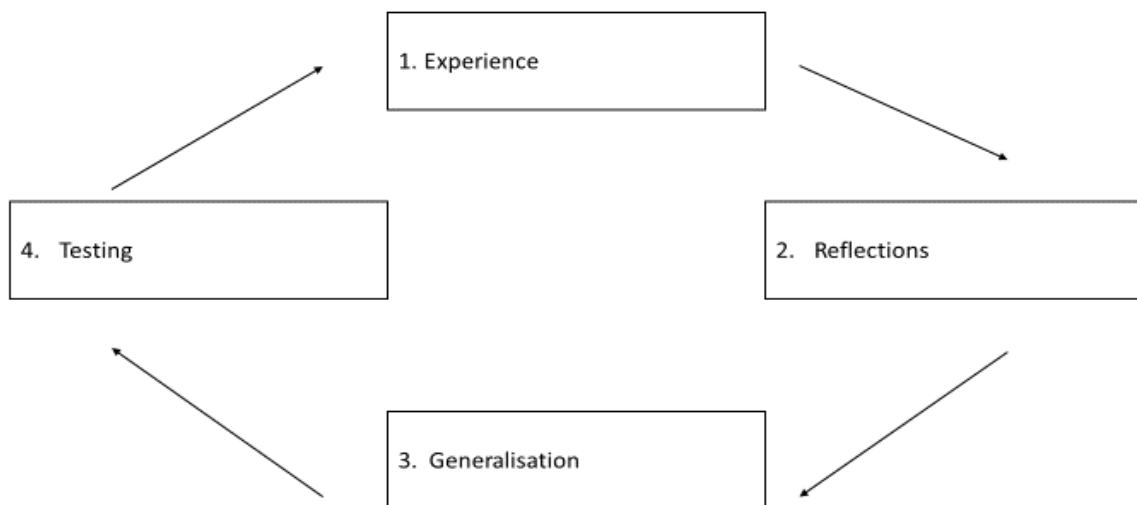 1. Experience
2. Reflections
3. Generalisation
4. Testing